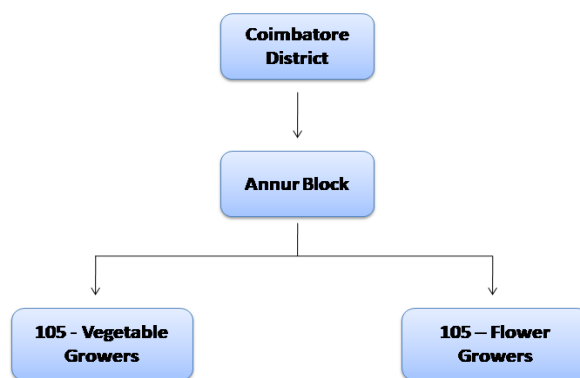 Coimbatore
District
Annur Block
105 - Vegetable
Growers
105 – Flower
Growers